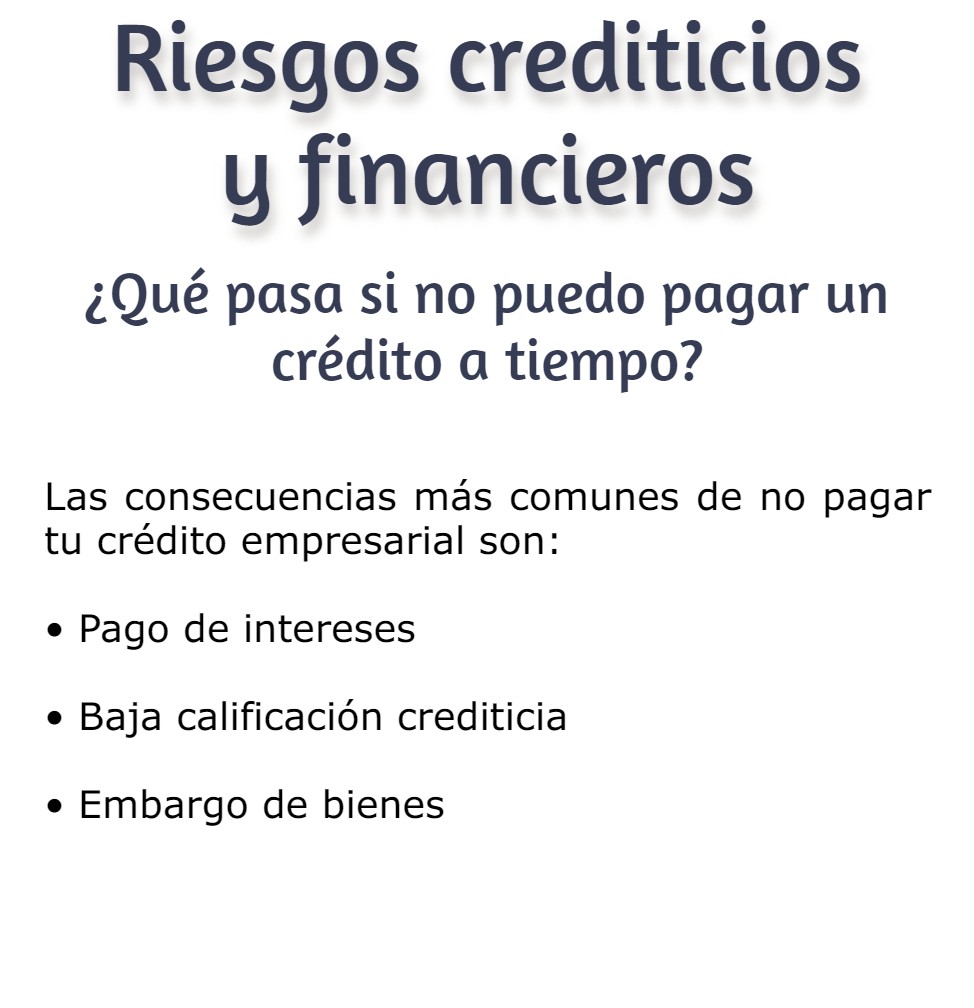 Riesgos crediticios
y financieros
¿Qué pasa si no puedo pagar un
crédito a tiempo?
Las consecuencias más comunes de no pagar
tu crédito empresarial son:
• Pago de intereses
• Baja calificación crediticia
• Embargo de bienes